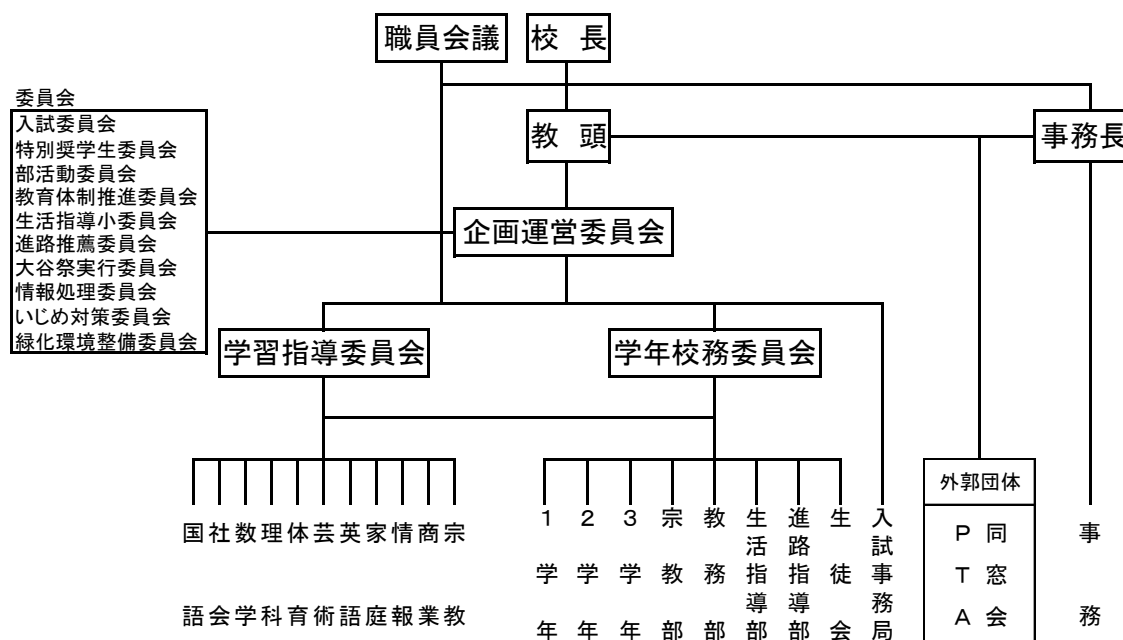 職員会議
校長
委員会
入試委員会
特別奨学生委員会
部活動委員会
教育体制推進委員会
生活指導小委員会
進路推薦委員会
大谷祭実行委員会
情報処理委員会
いじめ対策委員会
緑化環境整備委員会
教頭
事務長
企画運営委員会
学習指導委員会
学年校務委員会
国語
社会
数学
理科
体育
芸術
英語
家庭
情報
商業
宗教
1学年
2学年
3学年
宗教部
教務部
生活指導部
進路指導部
生徒会
入試事務局
外郭団体
PTA
同窓会
事務